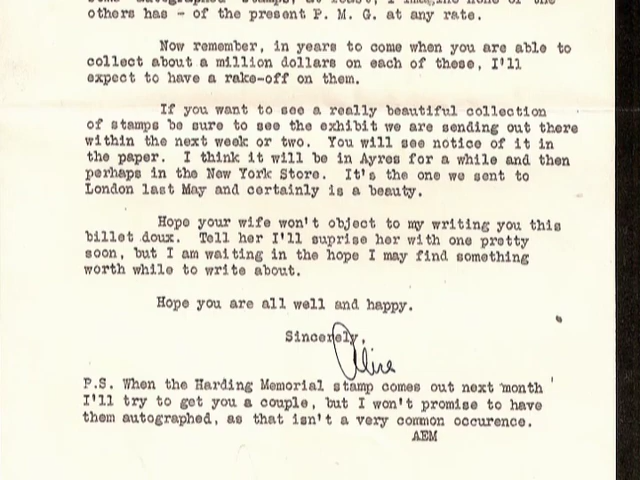 others has - of the present P. M. G. at any rate.
Now remember, in years to come when you are able to
collect about a million dollars on each of these, I'll
expect to have a rake-off on them.
If you want to see a really beautiful collection
of stamps be sure to see the exhibit we are sending out there
within the next week or two. You will see notice of it in
the paper. I think it will be in Ayres for a while and then
perhaps in the New York Store. It's the one we sent to
London last May and certainly is a beauty.
Hope your wife won't object to my writing you this
billet doux. Tell her I'll suprise her with one pretty
soon, but I am waiting in the hope I may find something
worth while to write about.
Hope you are all well and happy.
Sincerely,
Alice
P.S. When the Harding Memorial stamp comes out next month
I'll try to get you a couple, but I won't promise to have
them autographed, as that isn't a very common occurence.
AEM